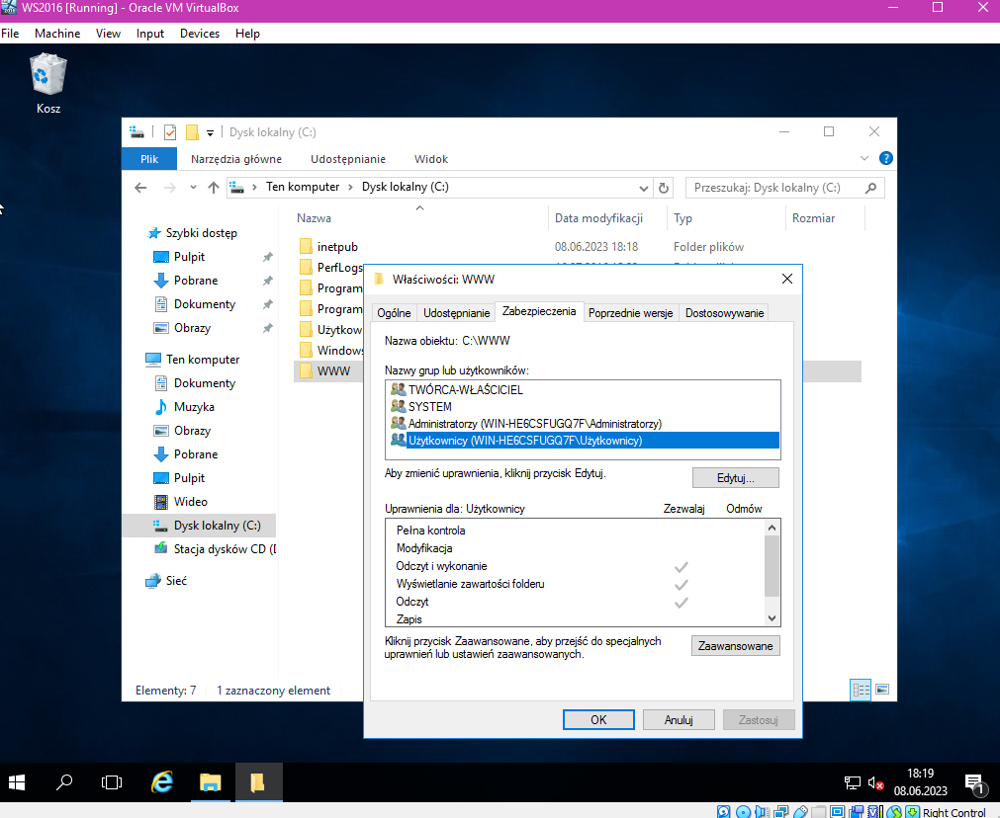 WS2016 [Running] - Oracle VM VirtualBox
File Machine View Input Devices Help
Kosz
Dysk lokalny (C:)
Plik Narzędzia główne Udostępnianie Widok
Ten komputer > Dysk lokalny (C:)
Przeszukaj: Dysk lokalny (C:)
Nazwa Data modyfikacji Typ Rozmiar
Szybki dostęp
Pulpit
Pobrane
Dokumenty
Obrazy
Ten komputer
Dokumenty
Muzyka
Obrazy
Pobrane
Pulpit
Wideo
Dysk lokalny (C:)
Stacja dysków CD (
Sieć
inetpub 08.06.2023 18:18 Folder plików
PerfLogs
Program
Program
Użytkow
Windows
WWW
Elementy: 7 1 zaznaczony element
Właściwości: WWW
Ogólne Udostępnianie Zabezpieczenia Poprzednie wersje Dostosowywanie
Nazwa obiektu: C:\WWW
Nazwy grup lub użytkowników:
TWÓRCA-WŁAŚCICIEL
SYSTEM
Administratorzy (WIN-HE6CSFUGQ7F\Administratorzy)
Użytkownicy (WIN-HE6CSFUGQ7F\Użytkownicy)
Aby zmienić uprawnienia, kliknij przycisk Edytuj.
Edytuj...
Uprawnienia dla: Użytkownicy Zezwalaj Odmów
Pełna kontrola
Modyfikacja
Odczyt i wykonanie
Wyświetlanie zawartości folderu
Odczyt
Zapis
Kliknij przycisk Zaawansowane, aby przejść do specjalnych
uprawnień lub ustawień zaawansowanych.
Zaawansowane
OK Anuluj Zastosuj
18:19
08.06.2023
1
Right Control